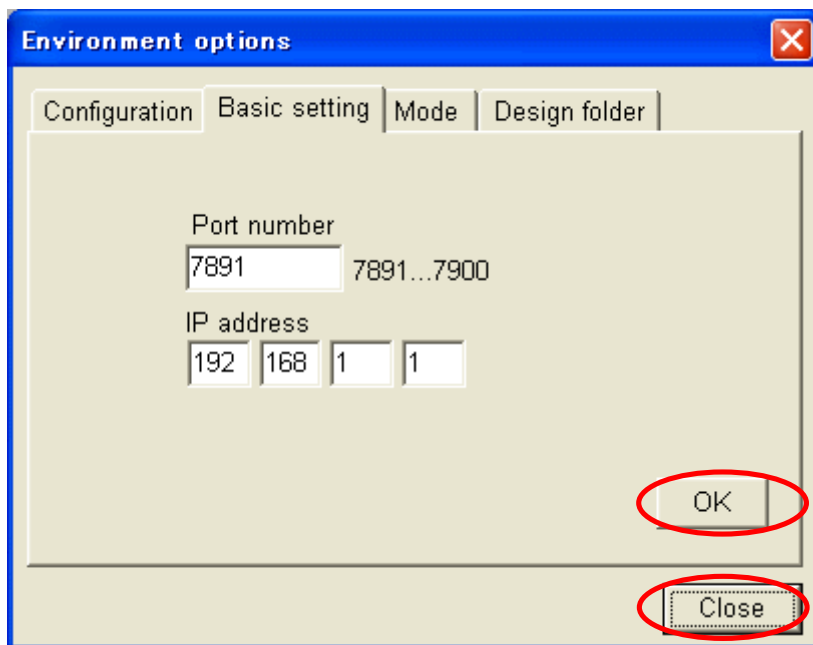 Environment options
Configuration Basic setting Mode Design folder
Port number
7891 7891...7900
IP address
192 168 1 1
OK
Close